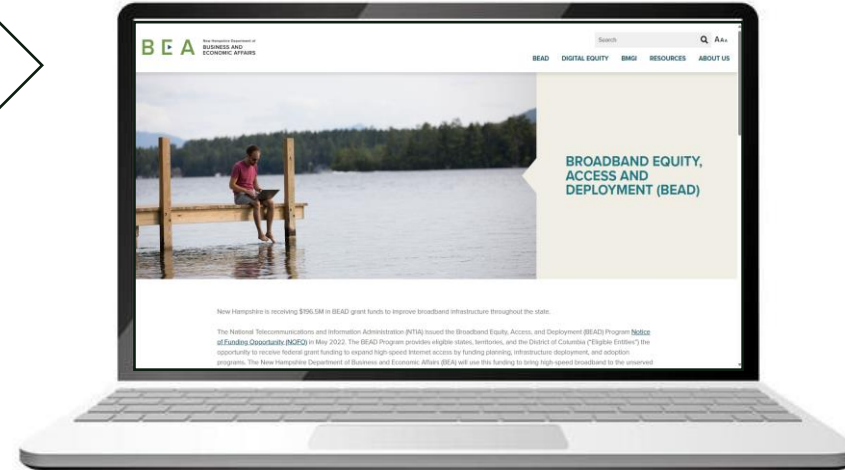 BEA
New Hampshire Department of
BUSINESS AND
ECONOMIC AFFAIRS
Search
AAA
BEAD DIGITAL EQUITY BMGI RESOURCES ABOUT US
BROADBAND EQUITY,
ACCESS AND
DEPLOYMENT (BEAD)
New Hampshire is receiving $196.5M in BEAD grant funds to improve broadband infrastructure throughout the state.
The National Telecommunications and Information Administration (NTIA) issued the Broadband Equity, Access, and Deployment (BEAD) Program Notice
of Funding Opportunity (NOFO) in May 2022. The BEAD Program provides eligible states, territories, and the District of Columbia ("Eligible Entities") the
opportunity to receive federal grant funding to expand high-speed Internet access by funding planning, infrastructure deployment, and adoption
programs. The New Hampshire Department of Business and Economic Affairs (BEA) will use this funding to bring high-speed broadband to the unserved